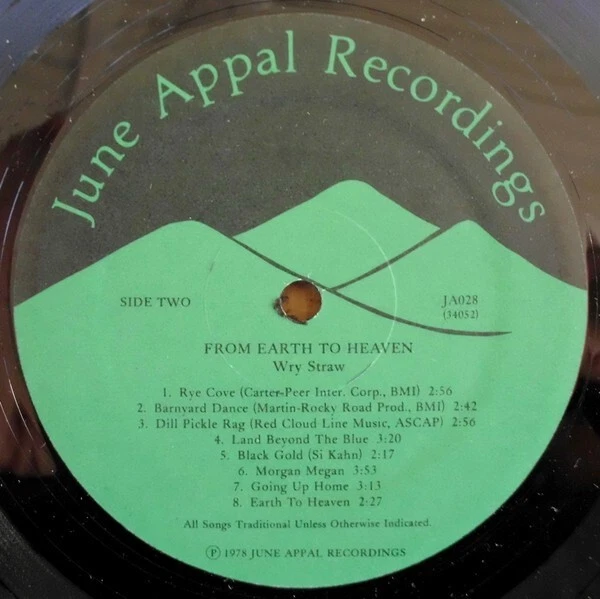 June Appal Recordings
SIDE TWO
JA028
(34052)
FROM EARTH TO HEAVEN
Wry Straw
1. Rye Cove (Carter-Peer Inter. Corp., BMI) 2:56
2. Barnyard Dance (Martin-Rocky Road Prod., BMI) 2:42
3. Dill Pickle Rag (Red Cloud Line Music, ASCAP) 2:56
4. Land Beyond The Blue 3:20
5. Black Gold (Si Kahn) 2:17
6. Morgan Megan 3:53
7. Going Up Home 3:13
8. Earth To Heaven 2:27
All Songs Traditional Unless Otherwise Indicated.
℗ 1978 JUNE APPAL RECORDINGS